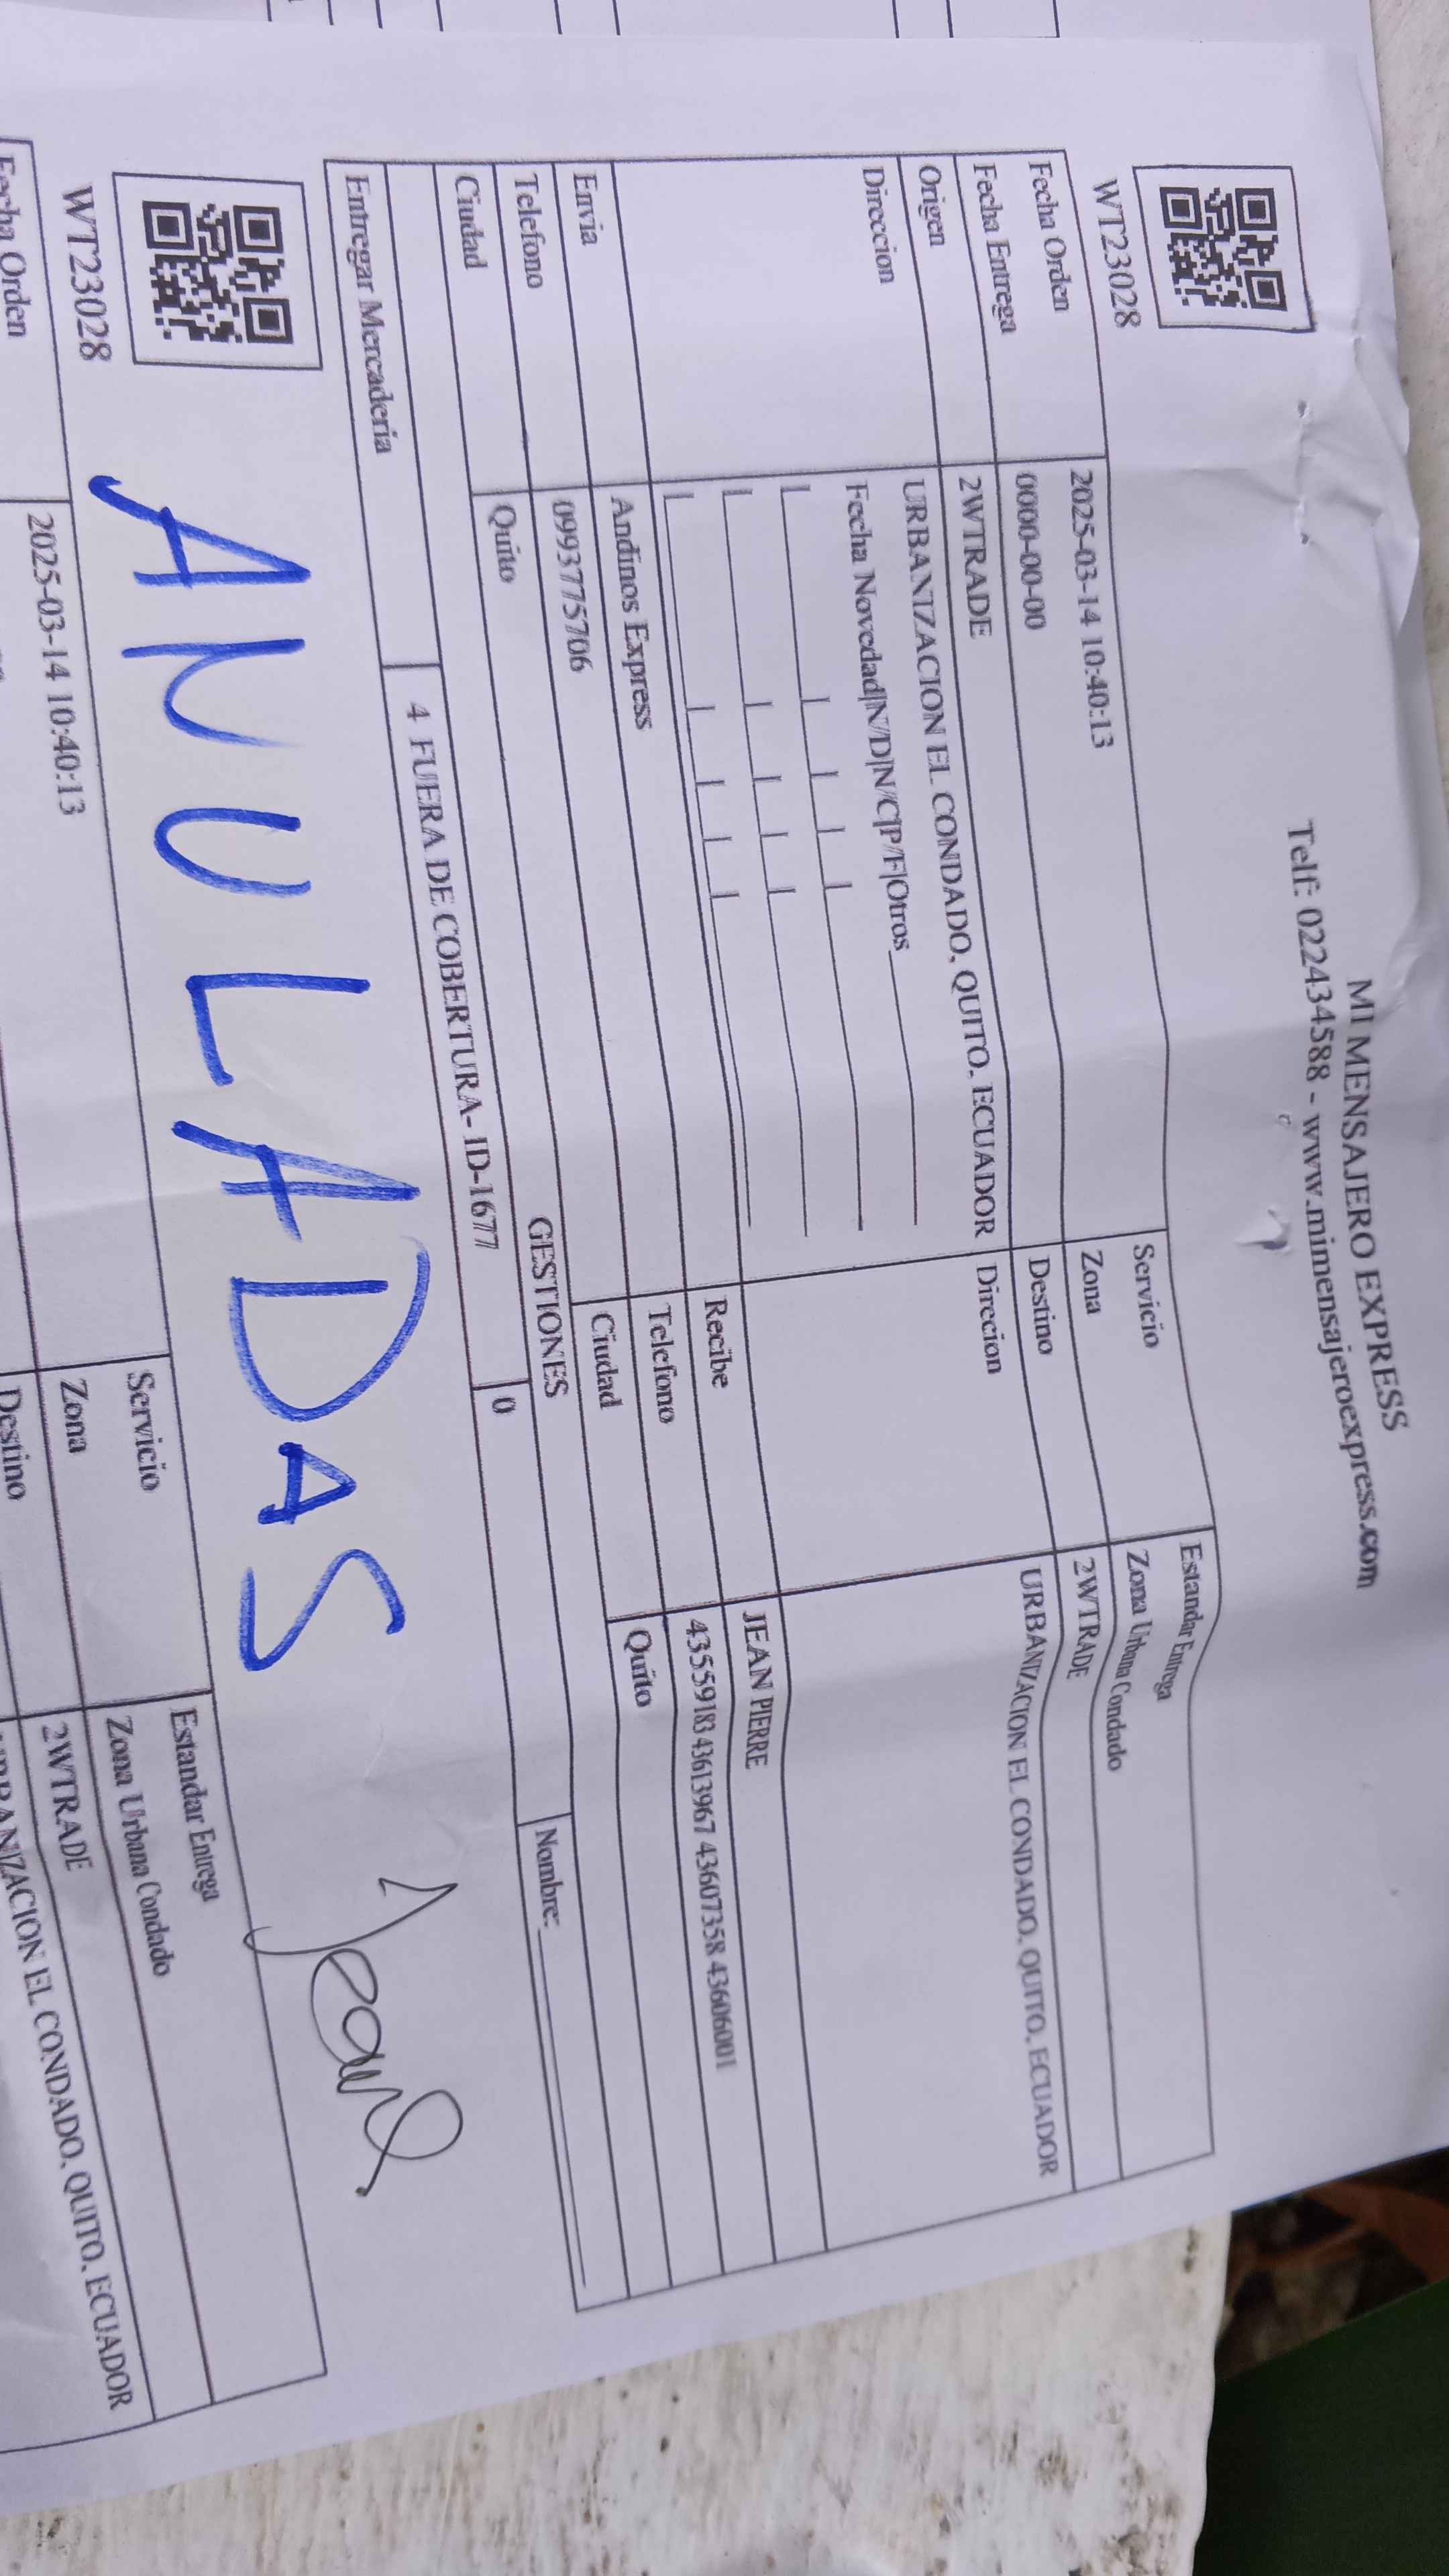 MI MENSAJERO EXPRESS
Telf: 022434588 - www.mimensajeroexpress.com
WT23028
Fecha Orden 2025-03-14 10:40:13 Servicio Estandar Entrega
Fecha Entrega 0000-00-00 Zona Zona Urbana Condado
Origen 2WTRADE Destino 2WTRADE
Direccion URBANIZACION EL CONDADO, QUITO, ECUADOR Direcion URBANIZACION EL CONDADO, QUITO, ECUADOR
Fecha Novedad|N/D|N/C|P/F|Otros
Envia Andinos Express Recibe JEAN PIERRE
Telefono 0993775706 Telefono 43559183 43613967 43607358 43606001
Ciudad Quito Ciudad Quito
GESTIONES
Entregar Mercaderia 4 FUERA DE COBERTURA- ID-1677 0 Nombre:
ANULADAS
Jean
WT23028
Fecha Orden 2025-03-14 10:40:13 Servicio Estandar Entrega
Zona Zona Urbana Condado
Destino 2WTRADE
URBANIZACION EL CONDADO, QUITO, ECUADOR